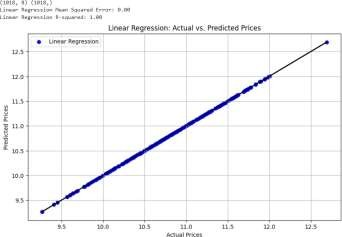 (1018, 8) (1018,)
Linear Regression Mean Squared Error: 0.00
Linear Regression R-squared: 1.00
Linear Regression: Actual vs. Predicted Prices
Linear Regression
12.5
12.0
11.5
11.0
10.5
10.0
9.5
Predicted Prices
9.5 10.0 10.5 11.0 11.5 12.0 12.5
Actual Prices